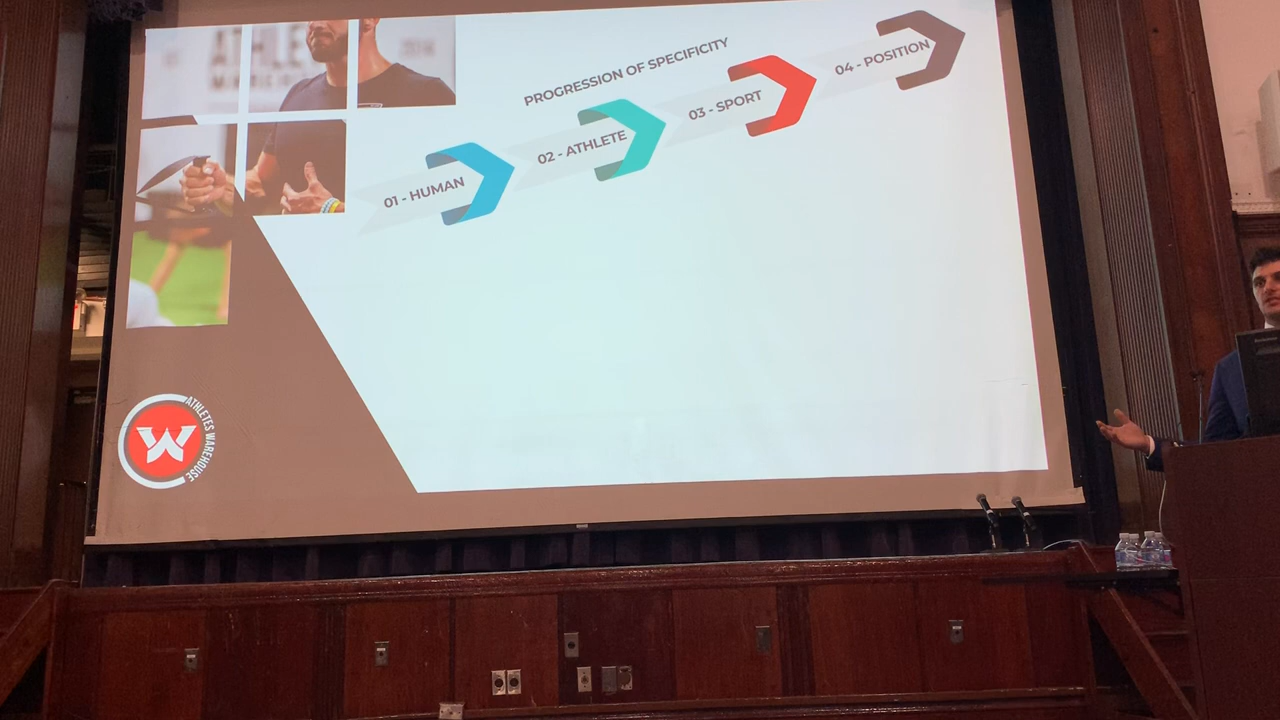 PROGRESSION OF SPECIFICITY
01 - HUMAN
02 - ATHLETE
03 - SPORT
04 - POSITION
W
ATHLETES WAREHOUSE